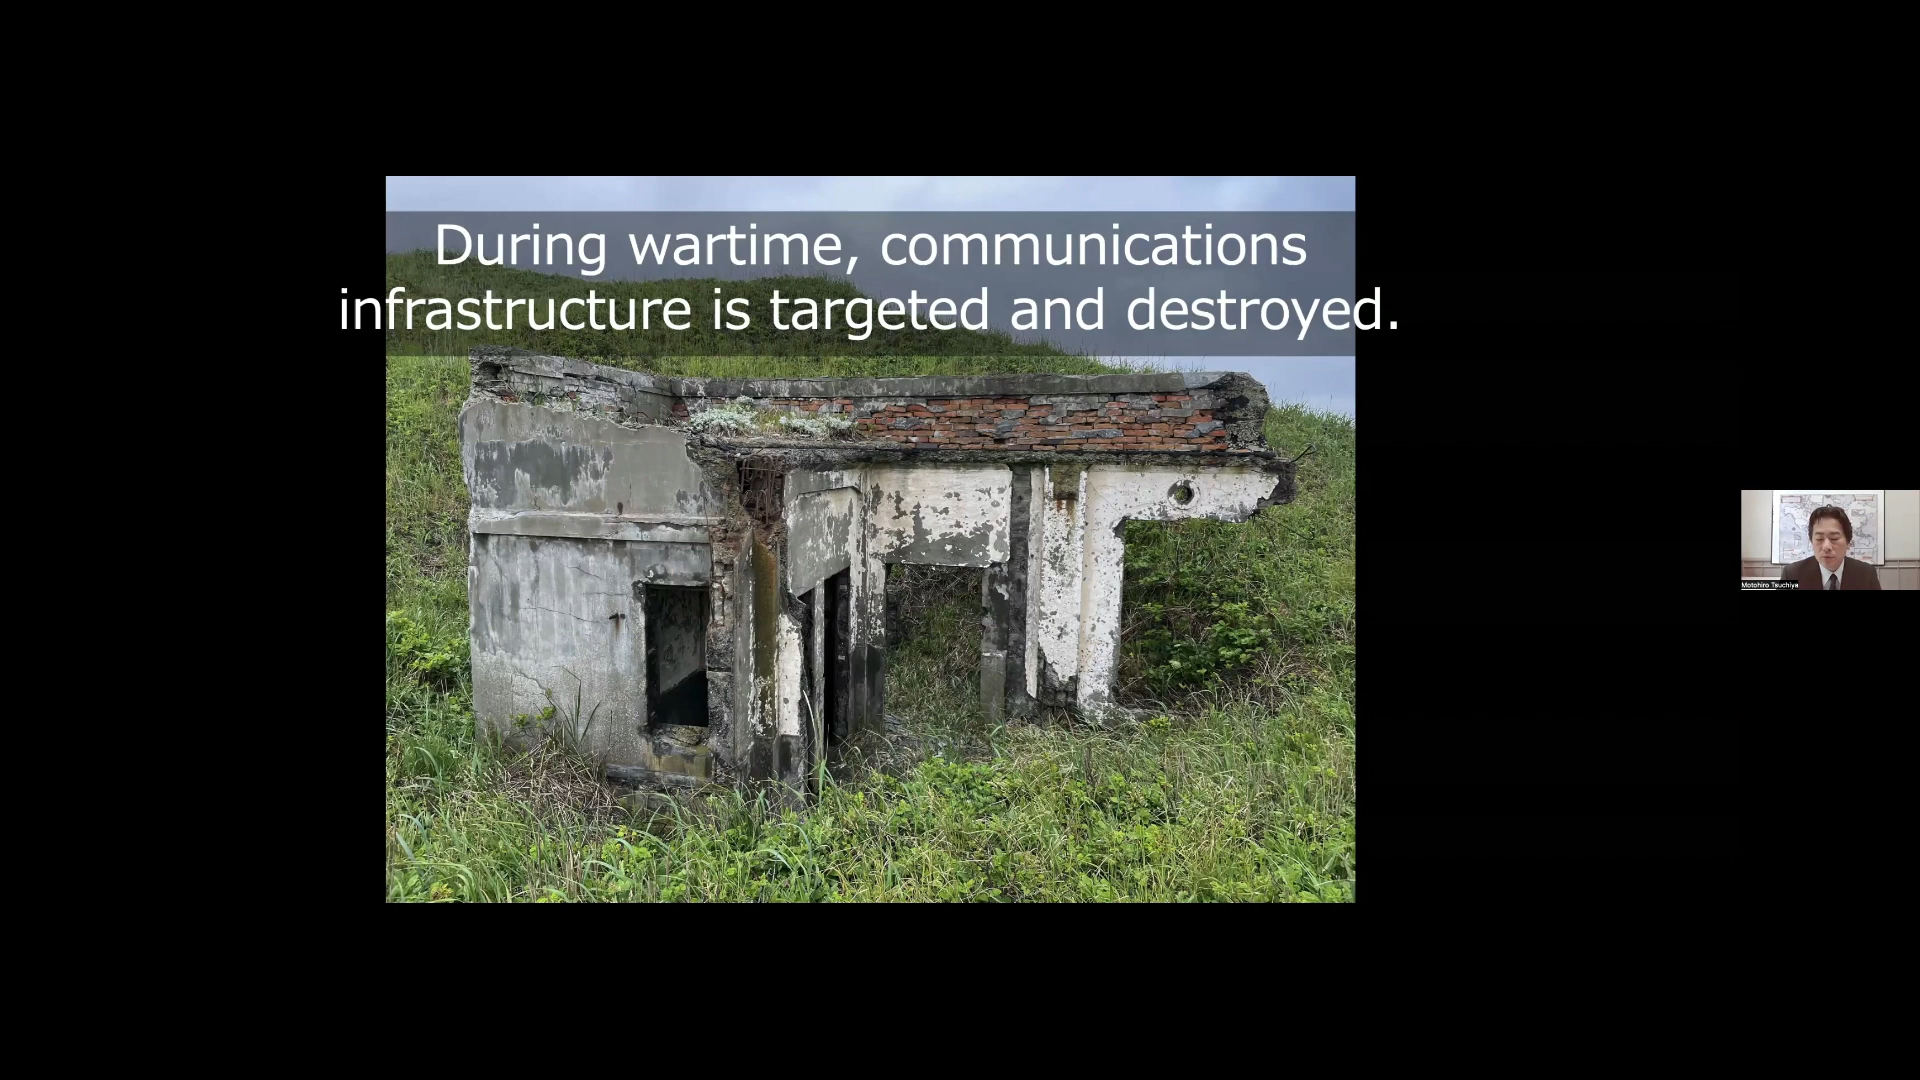 During wartime, communications
infrastructure is targeted and destroyed.
Motohiro Tsuchiya